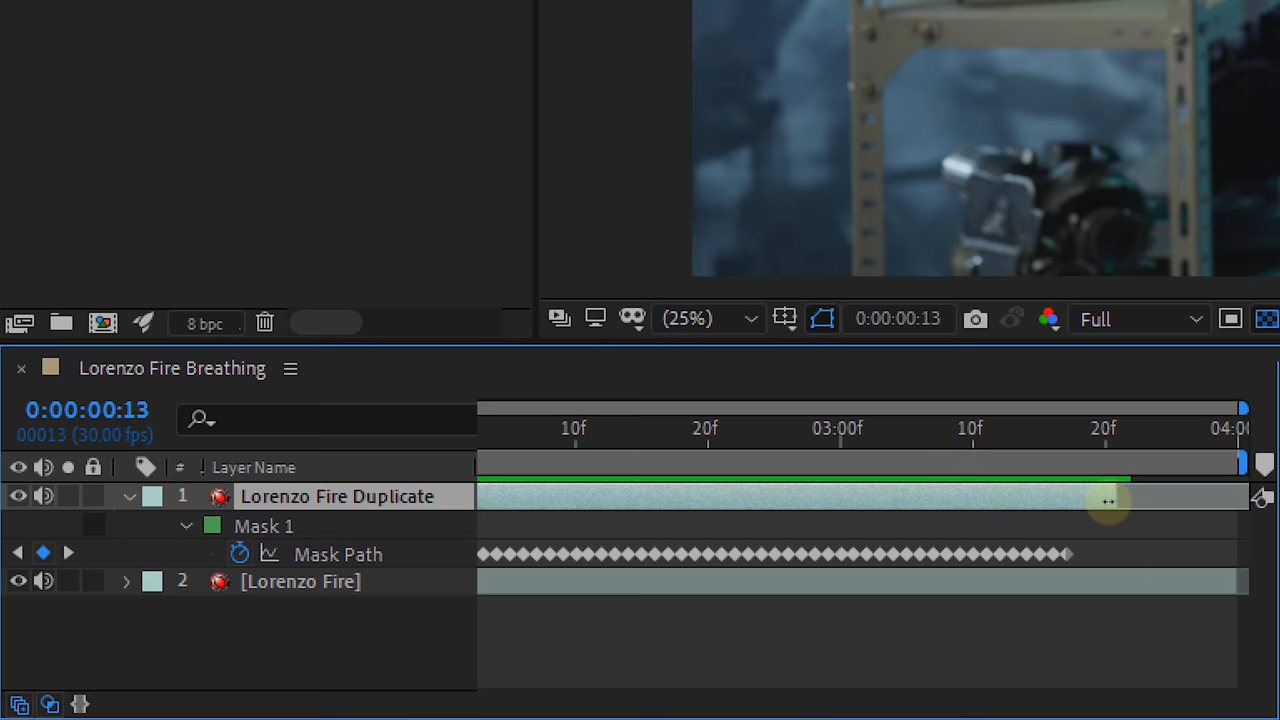 8 bpc
(25%)
0:00:00:13
Full
Lorenzo Fire Breathing
0:00:00:13
00013 (30.00 fps)
10f 20f 03:00f 10f 20f 04:00
# . Layer Name
1 Lorenzo Fire Duplicate
Mask 1
Mask Path
2 [Lorenzo Fire]